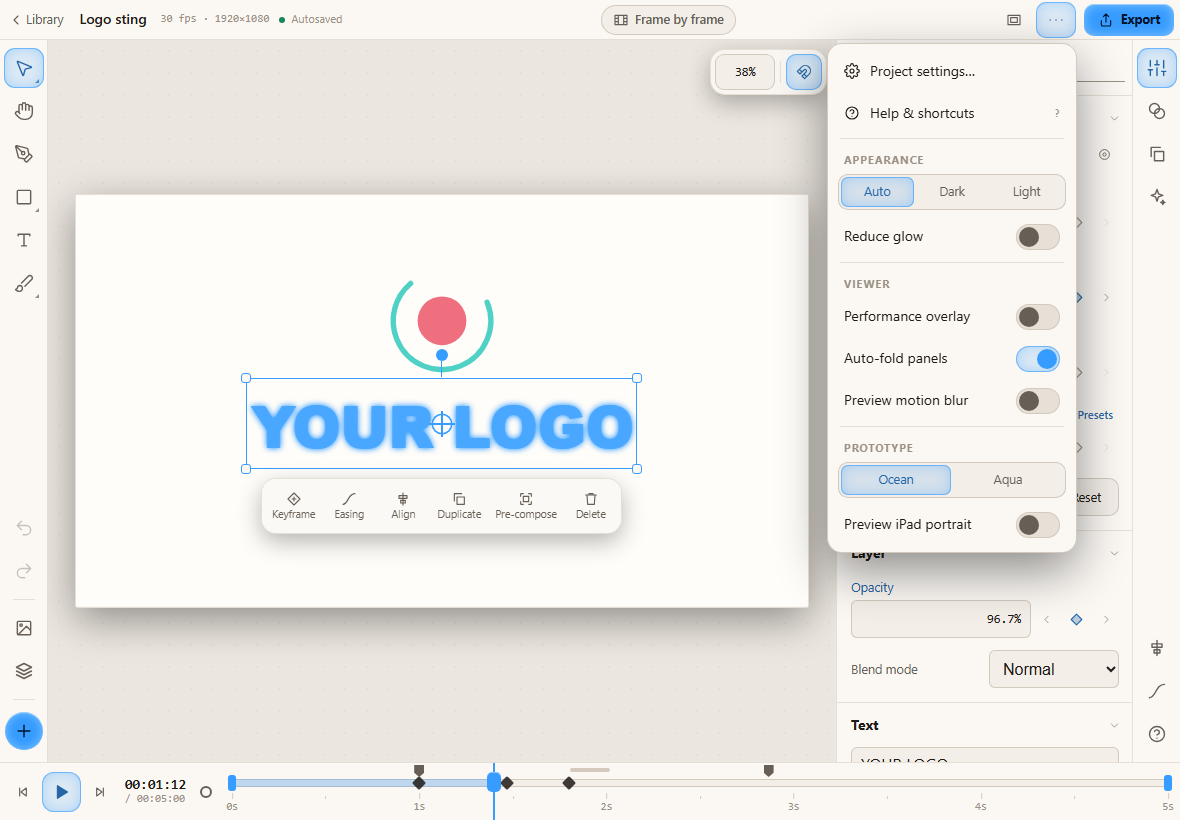 Library
Logo sting
30 fps · 1920×1080
Autosaved
Frame by frame
Export
38%
Project settings...
Help & shortcuts
?
APPEARANCE
Auto
Dark
Light
Reduce glow
VIEWER
Performance overlay
Auto-fold panels
Preview motion blur
Presets
PROTOTYPE
Ocean
Aqua
Reset
Preview iPad portrait
YOUR LOGO
Keyframe
Easing
Align
Duplicate
Pre-compose
Delete
Layer
Opacity
96.7%
Blend mode
Normal
Text
YOUR LOGO
00:01:12
/ 00:05:00
0s
1s
2s
3s
4s
5s